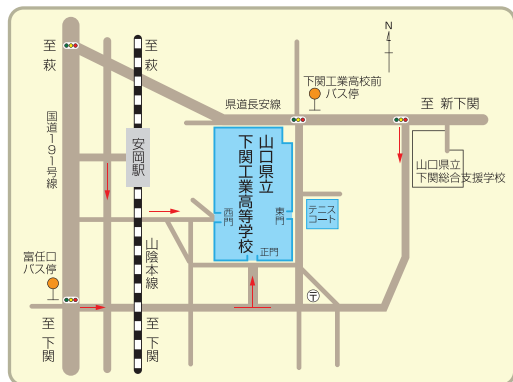 至 萩
至 萩
N
下関工業高校前
バス停
県道長安線
至 新下関
国道191号線
安岡駅
山口県立
下関工業高等学校
山口県立
下関総合支援学校
西門
東門
正門
テニス
コート
山陰本線
富任口
バス停
〒
至 下関
至 下関